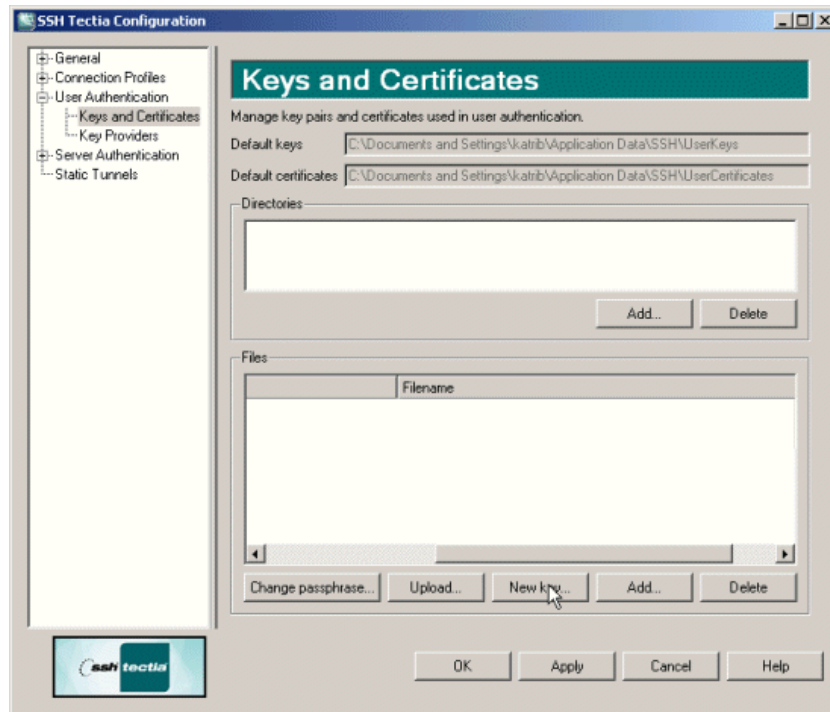 SSH Tectia Configuration
General
Connection Profiles
User Authentication
Keys and Certificates
Key Providers
Server Authentication
Static Tunnels
Keys and Certificates
Manage key pairs and certificates used in user authentication.
Default keys C:\Documents and Settings\katrib\Application Data\SSH\UserKeys
Default certificates C:\Documents and Settings\katrib\Application Data\SSH\UserCertificates
Directories
Add... Delete
Files
Filename
Change passphrase... Upload... New key... Add... Delete
ssh tectia
OK Apply Cancel Help